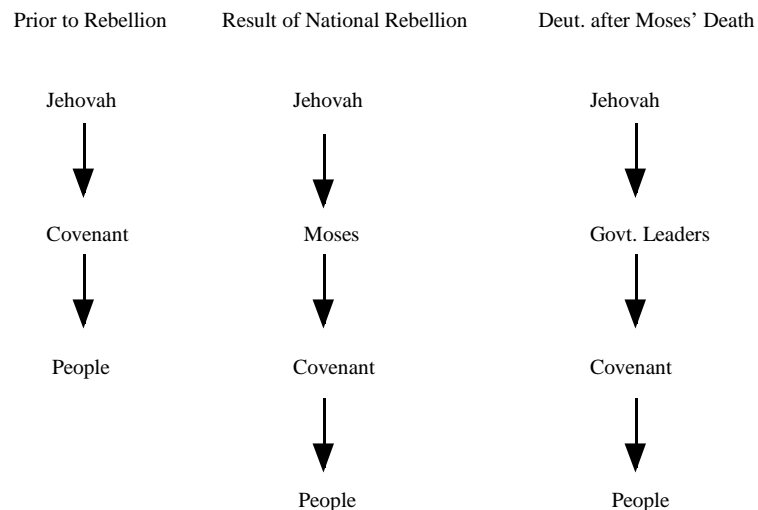 Prior to Rebellion
Result of National Rebellion
Deut. after Moses’ Death
Jehovah
Jehovah
Jehovah
Covenant
Moses
Govt. Leaders
People
Covenant
Covenant
People
People